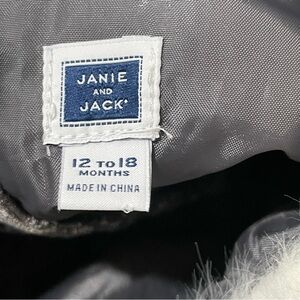 JANIE
AND
JACK®
12 TO 18
MONTHS
MADE IN CHINA